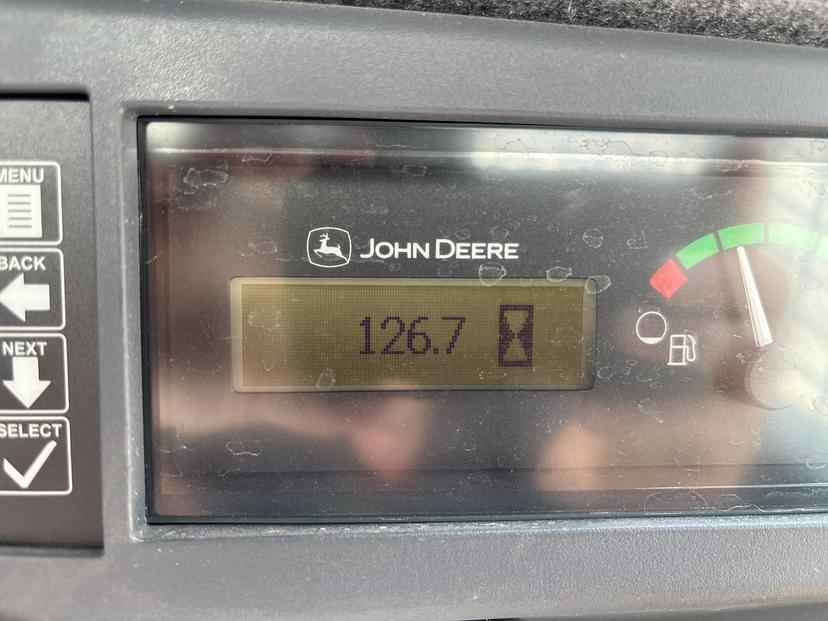 MENU
BACK
NEXT
SELECT
JOHN DEERE
126.7